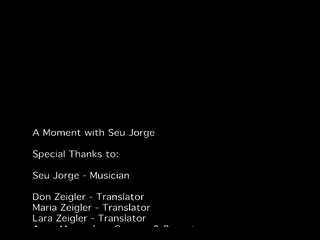 A Moment with Seu Jorge
Special Thanks to:
Seu Jorge - Musician
Don Zeigler - Translator
Maria Zeigler - Translator
Lara Zeigler - Translator